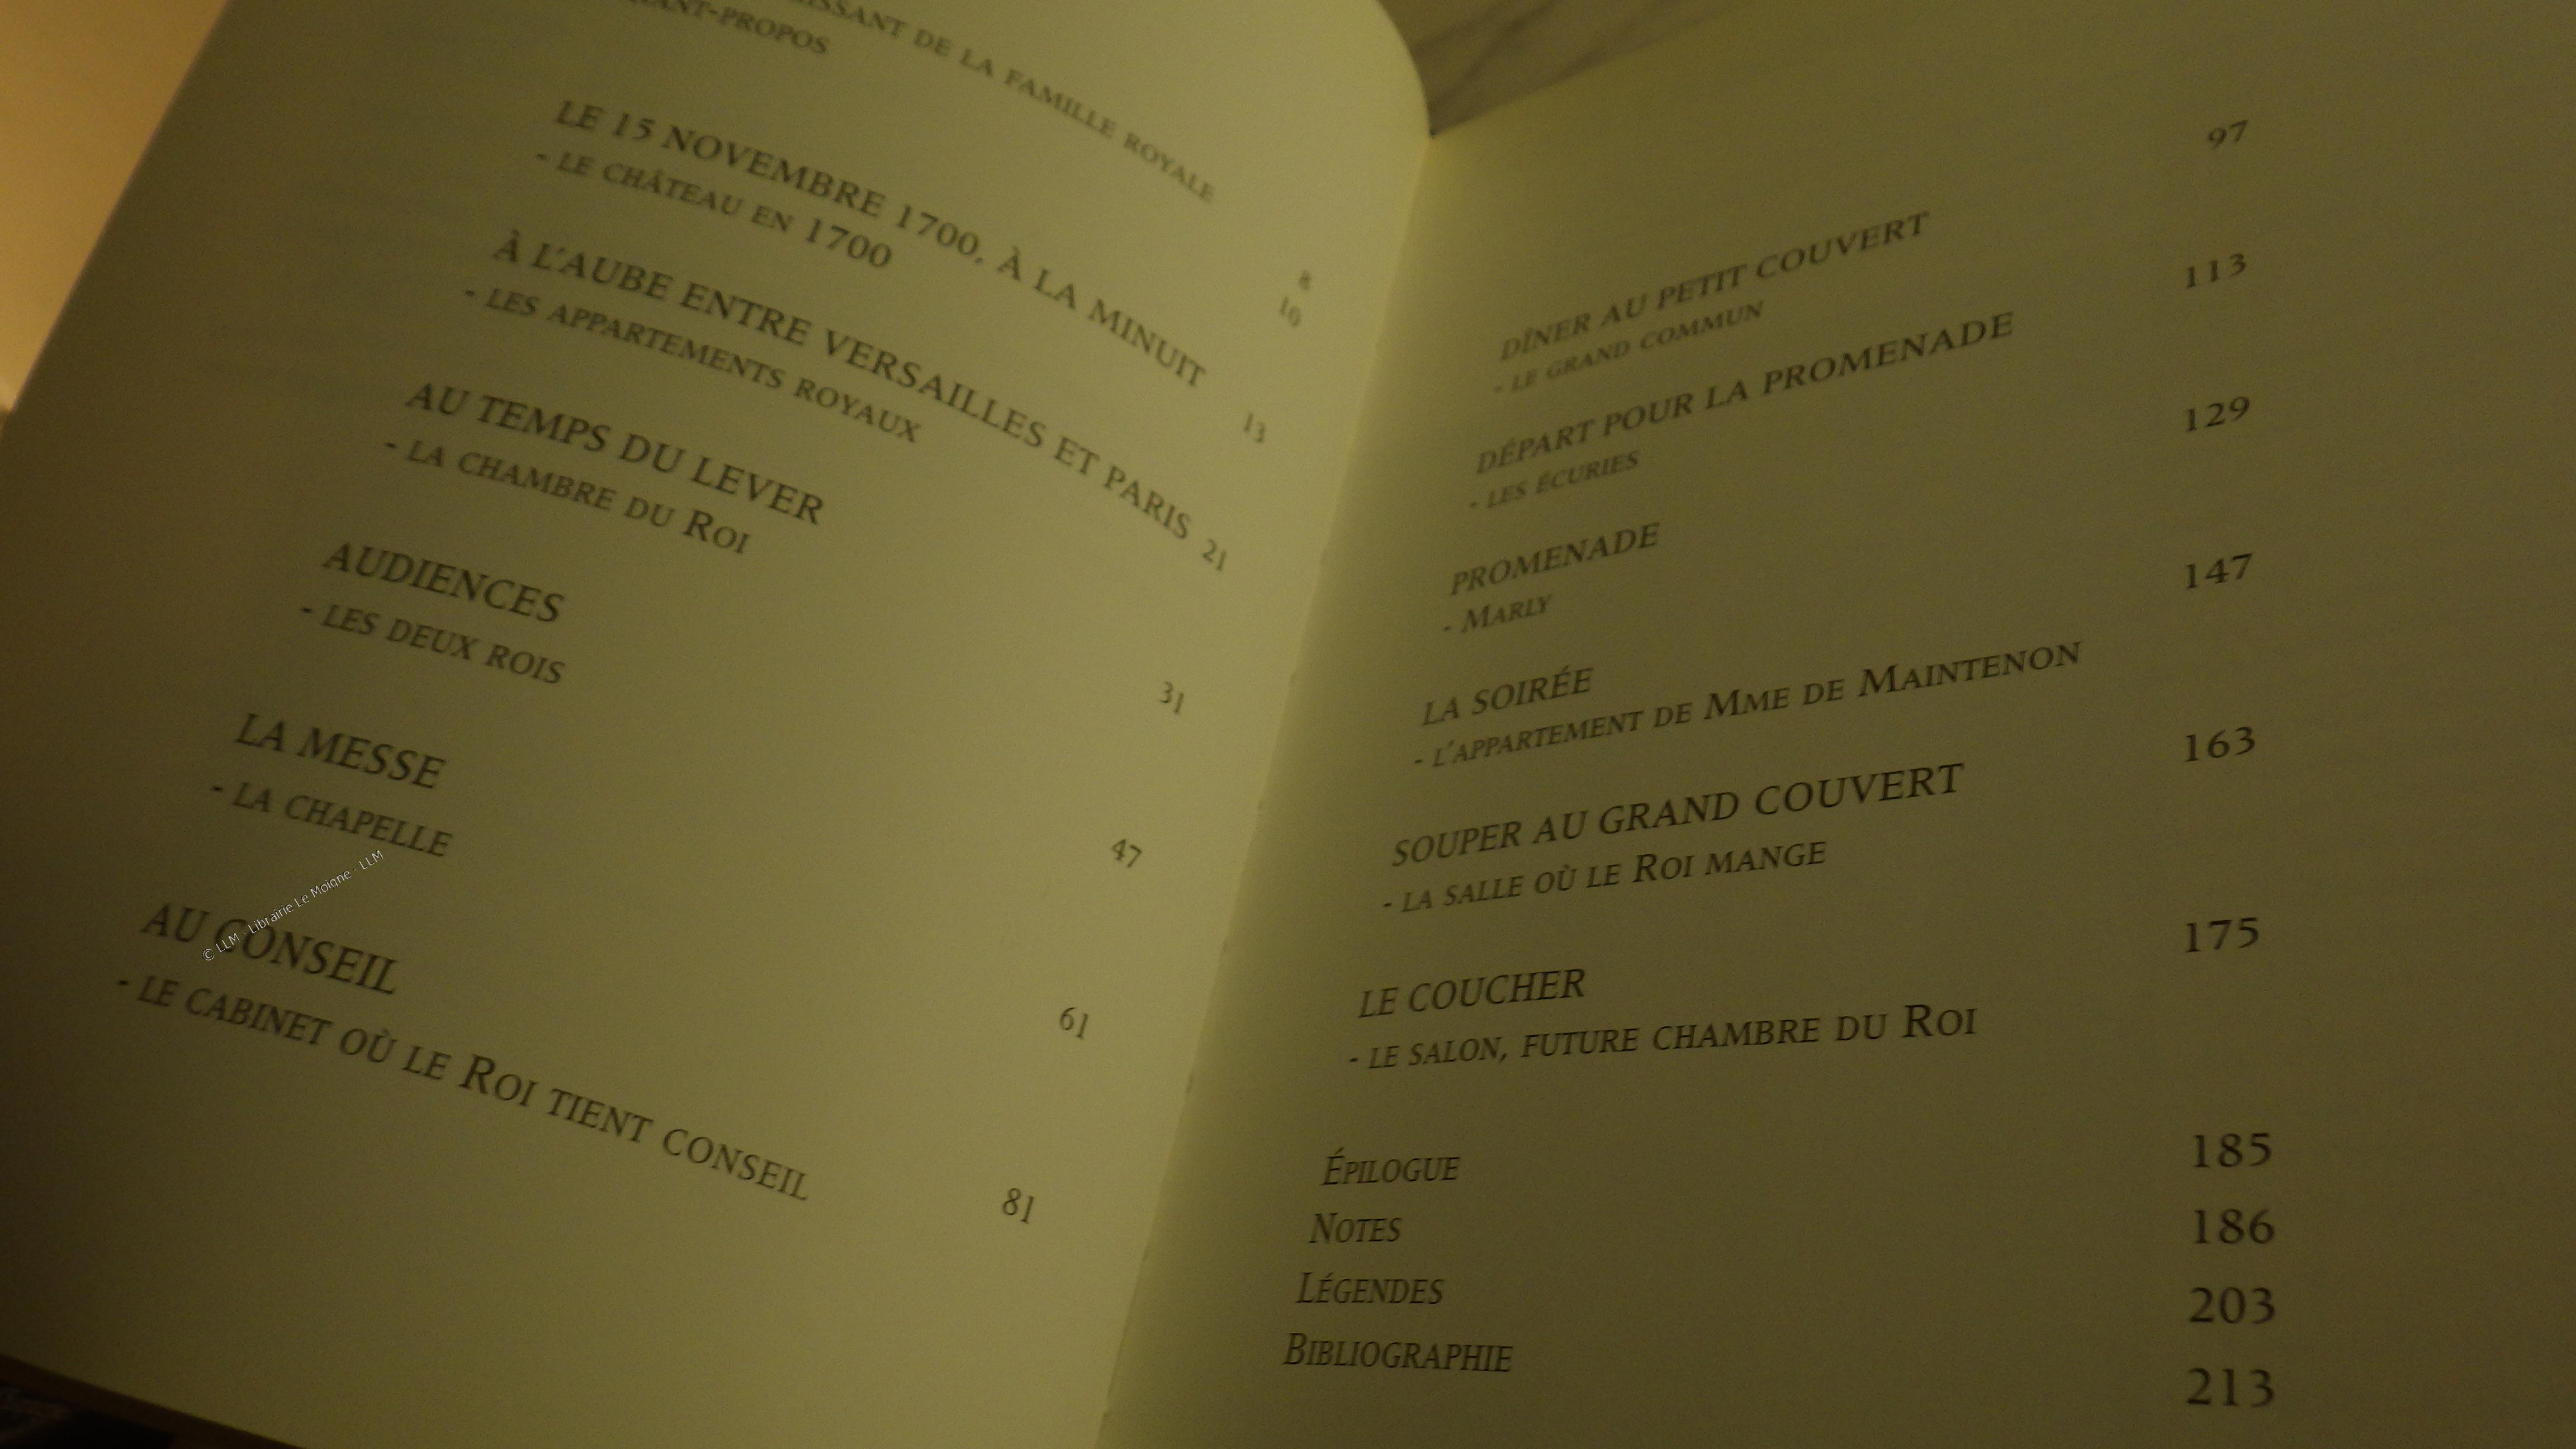 DE LA FAMILLE ROYALE 8
AVANT-PROPOS 10
LE 15 NOVEMBRE 1700, À LA MINUIT 13
- LE CHÂTEAU EN 1700
À L'AUBE ENTRE VERSAILLES ET PARIS 21
- LES APPARTEMENTS ROYAUX
AU TEMPS DU LEVER 31
- LA CHAMBRE DU ROI
AUDIENCES 47
- LES DEUX ROIS
LA MESSE 61
- LA CHAPELLE
AU CONSEIL 81
- LE CABINET OÙ LE ROI TIENT CONSEIL
DÎNER AU PETIT COUVERT 97
- LE GRAND COMMUN
DÉPART POUR LA PROMENADE 113
- LES ÉCURIES
PROMENADE 129
- MARLY
LA SOIRÉE 147
- L'APPARTEMENT DE MME DE MAINTENON
SOUPER AU GRAND COUVERT 163
- LA SALLE OÙ LE ROI MANGE
LE COUCHER 175
- LE SALON, FUTURE CHAMBRE DU ROI
ÉPILOGUE 185
NOTES 186
LÉGENDES 203
BIBLIOGRAPHIE 213
© LLM - Librairie Le Moigne - LLM